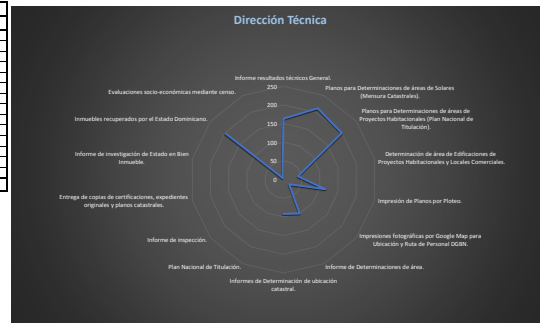 Dirección Técnica
Informe resultados técnicos General.
Planos para Determinaciones de áreas de Solares
(Mensura Catastrales).
Planos para Determinaciones de áreas de
Proyectos Habitacionales (Plan Nacional de
Titulación).
Determinación de área de Edificaciones de
Proyectos Habitacionales y Locales Comerciales.
Impresión de Planos por Ploteo.
Impresiones fotográficas por Google Map para
Ubicación y Ruta de Personal DGBN.
Informe de Determinaciones de área.
Informes de Determinación de ubicación
catastral.
Plan Nacional de Titulación.
Informe de inspección.
Entrega de copias de certificaciones, expedientes
originales y planos catastrales.
Informe de investigación de Estado en Bien
Inmueble.
Inmuebles recuperados por el Estado Dominicano.
Evaluaciones socio-económicas mediante censo.
250
200
150
100
50
0